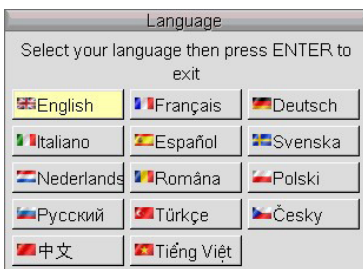 Language
Select your language then press ENTER to
exit
English Français Deutsch
Italiano Español Svenska
Nederlands Româna Polski
Русский Türkçe Česky
中文 Tiếng Việt